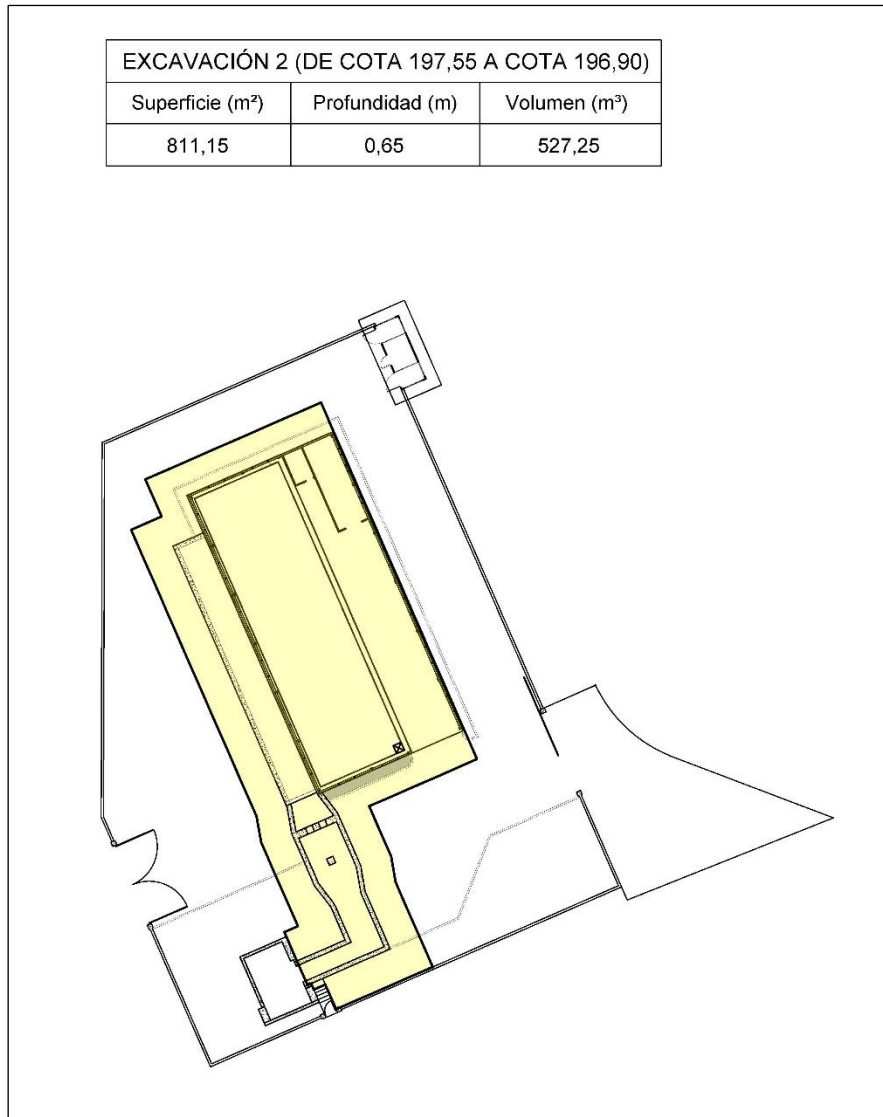 EXCAVACIÓN 2 (DE COTA 197,55 A COTA 196,90)
Superficie (m²) Profundidad (m) Volumen (m³)
811,15 0,65 527,25